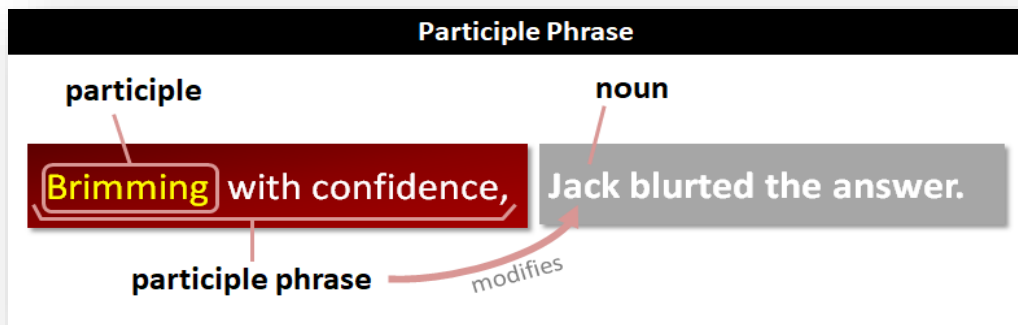 Participle Phrase
participle
noun
Brimming with confidence, Jack blurted the answer.
participle phrase
modifies